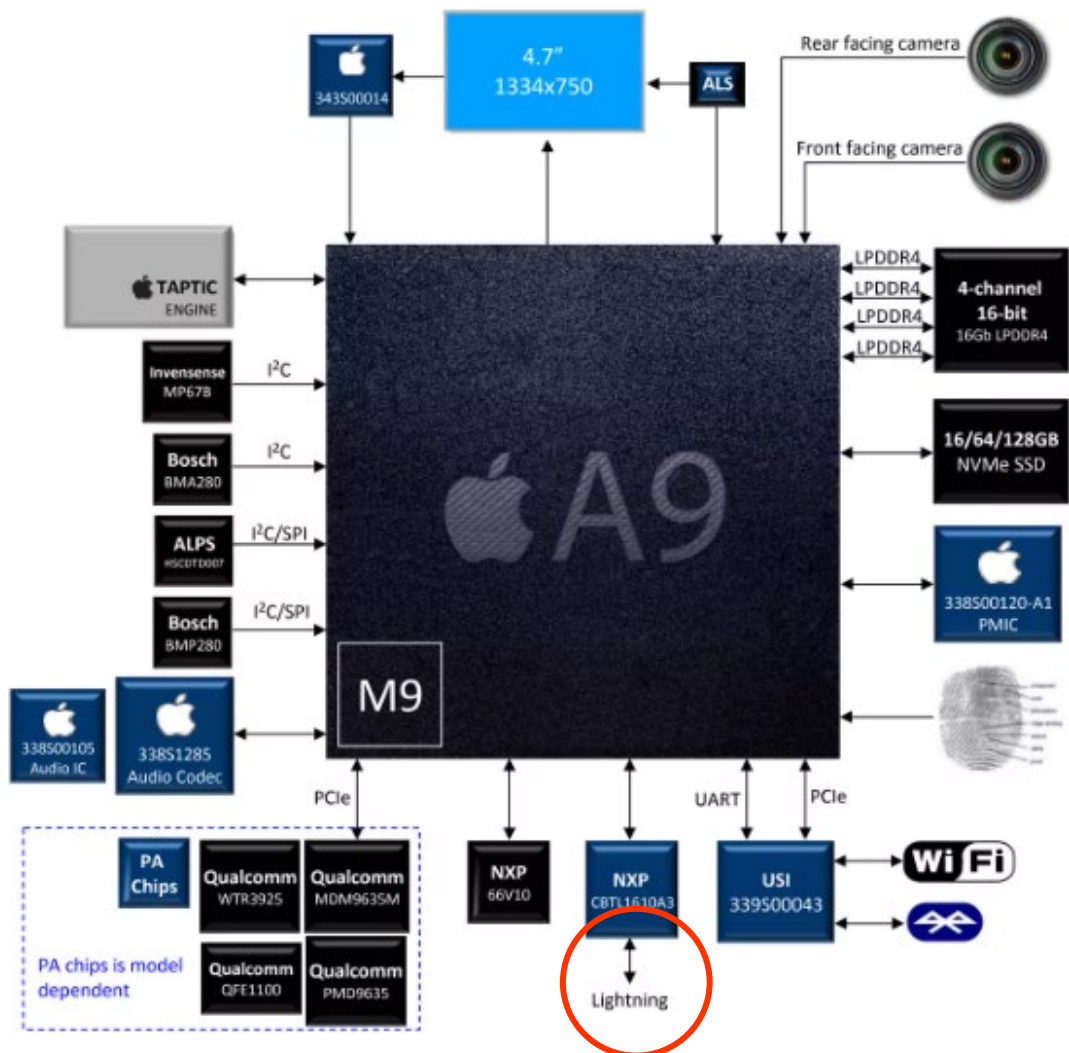 4.7"
1334x750
343S00014
ALS
Rear facing camera
Front facing camera
TAPTIC
ENGINE
LPDDR4
LPDDR4
LPDDR4
LPDDR4
4-channel
16-bit
16Gb LPDDR4
Invensense
MP67B
I²C
Bosch
BMA280
I²C
A9
16/64/128GB
NVMe SSD
ALPS
HSCDTD007
I²C/SPI
338S00120-A1
PMIC
Bosch
BMP280
I²C/SPI
M9
338S00105
Audio IC
338S1285
Audio Codec
PCIe
UART
PCIe
PA
Chips
Qualcomm
WTR3925
Qualcomm
MDM9635M
NXP
66V10
NXP
CBTL1610A3
USI
339S00043
Wi Fi
PA chips is model
dependent
Qualcomm
QFE1100
Qualcomm
PMD9635
Lightning